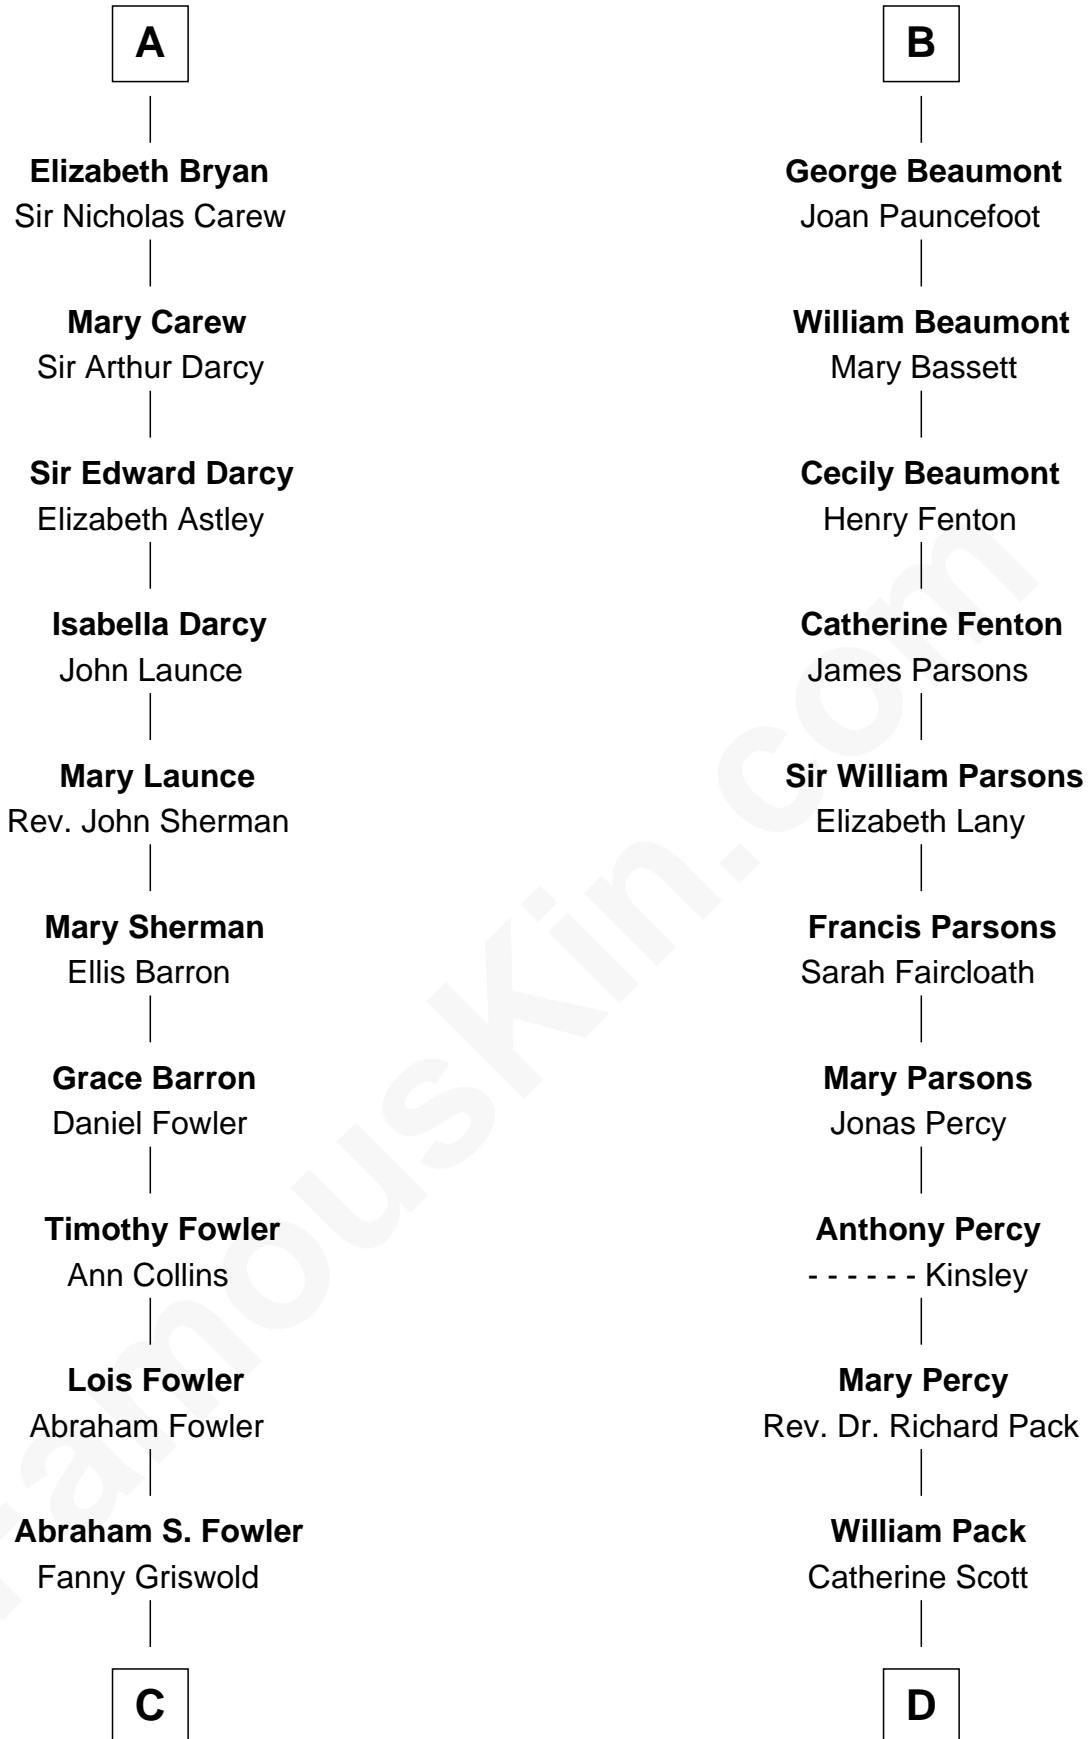 A
Elizabeth Bryan
Sir Nicholas Carew
Mary Carew
Sir Arthur Darcy
Sir Edward Darcy
Elizabeth Astley
Isabella Darcy
John Launce
Mary Launce
Rev. John Sherman
Mary Sherman
Ellis Barron
Grace Barron
Daniel Fowler
Timothy Fowler
Ann Collins
Lois Fowler
Abraham Fowler
Abraham S. Fowler
Fanny Griswold
C
B
George Beaumont
Joan Pauncefoot
William Beaumont
Mary Bassett
Cecily Beaumont
Henry Fenton
Catherine Fenton
James Parsons
Sir William Parsons
Elizabeth Lany
Francis Parsons
Sarah Faircloath
Mary Parsons
Jonas Percy
Anthony Percy
- - - - - - Kinsley
Mary Percy
Rev. Dr. Richard Pack
William Pack
Catherine Scott
D
FamousKin.com